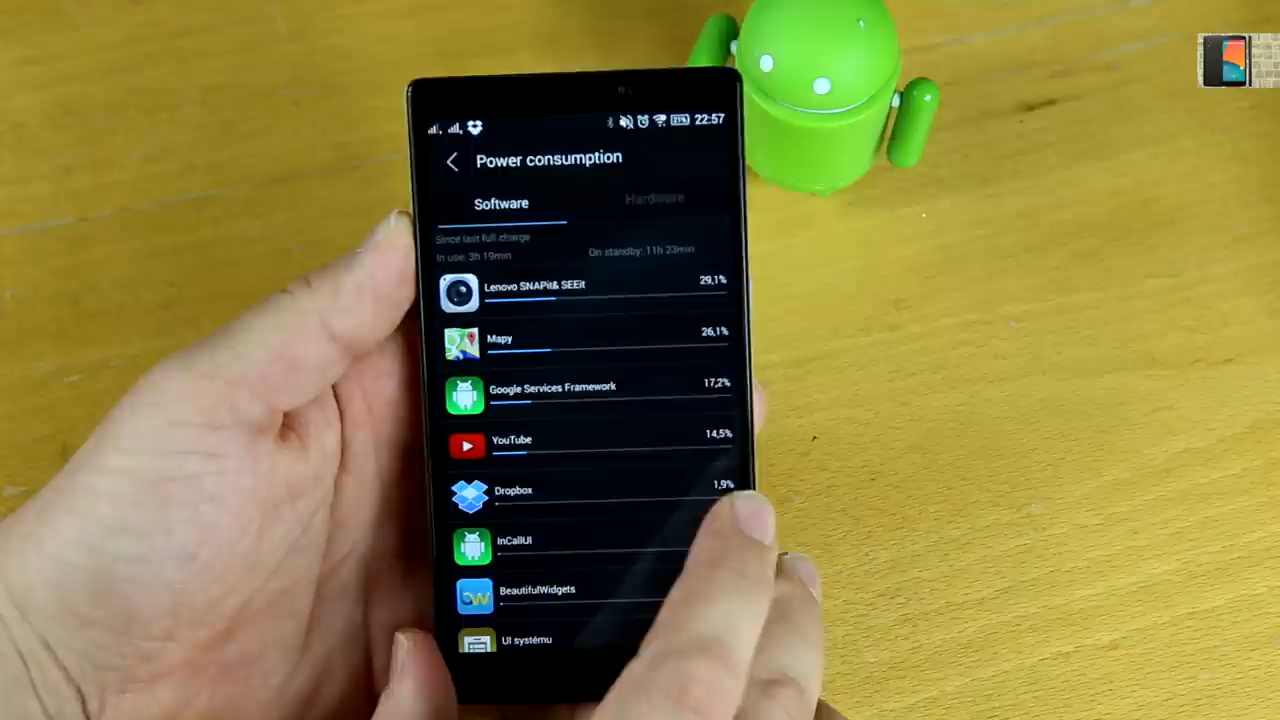 21% 22:57
Power consumption
Software Hardware
Since last full charge
In use: 3h 19min On standby: 11h 23min
Lenovo SNAPit& SEEit 29,1%
Mapy 26,1%
Google Services Framework 17,2%
YouTube 14,5%
Dropbox 1,9%
InCallUI
BeautifulWidgets
UI systému